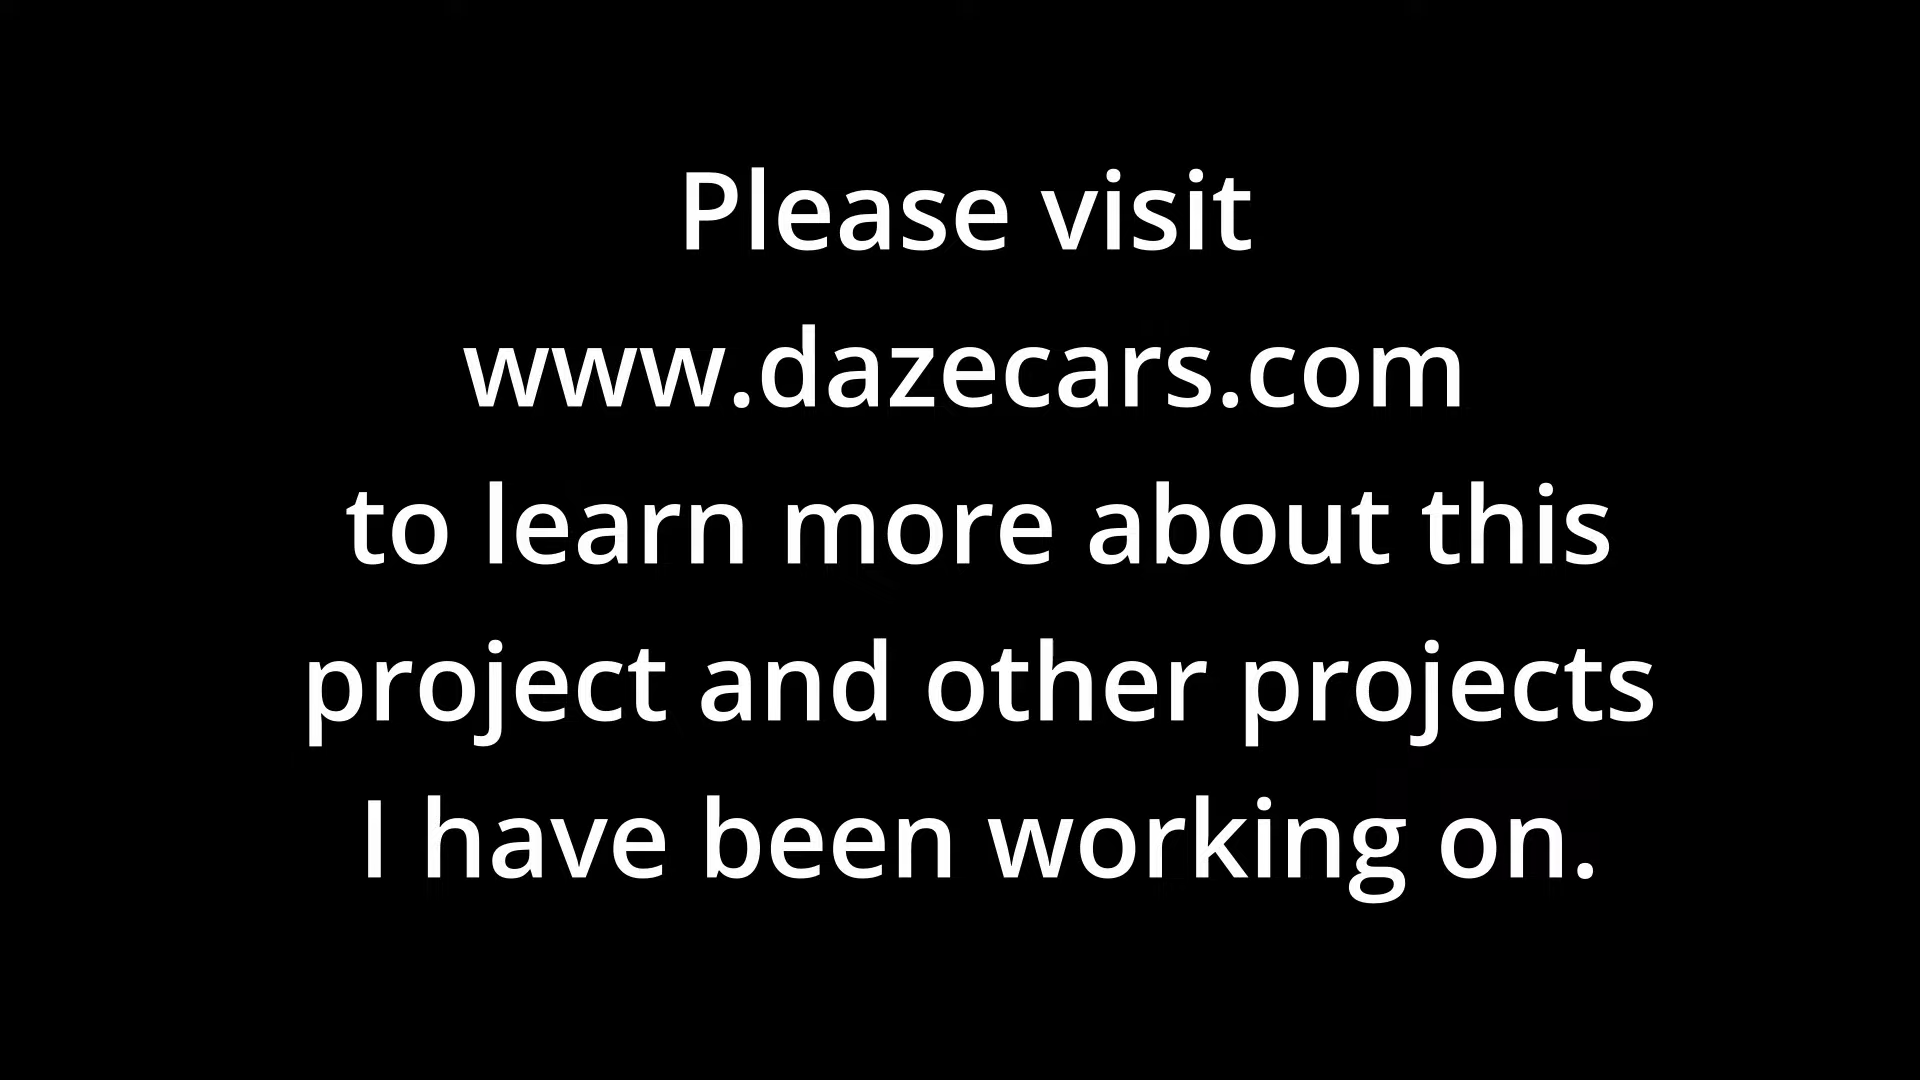 Please visit
www.dazecars.com
to learn more about this
project and other projects
I have been working on.